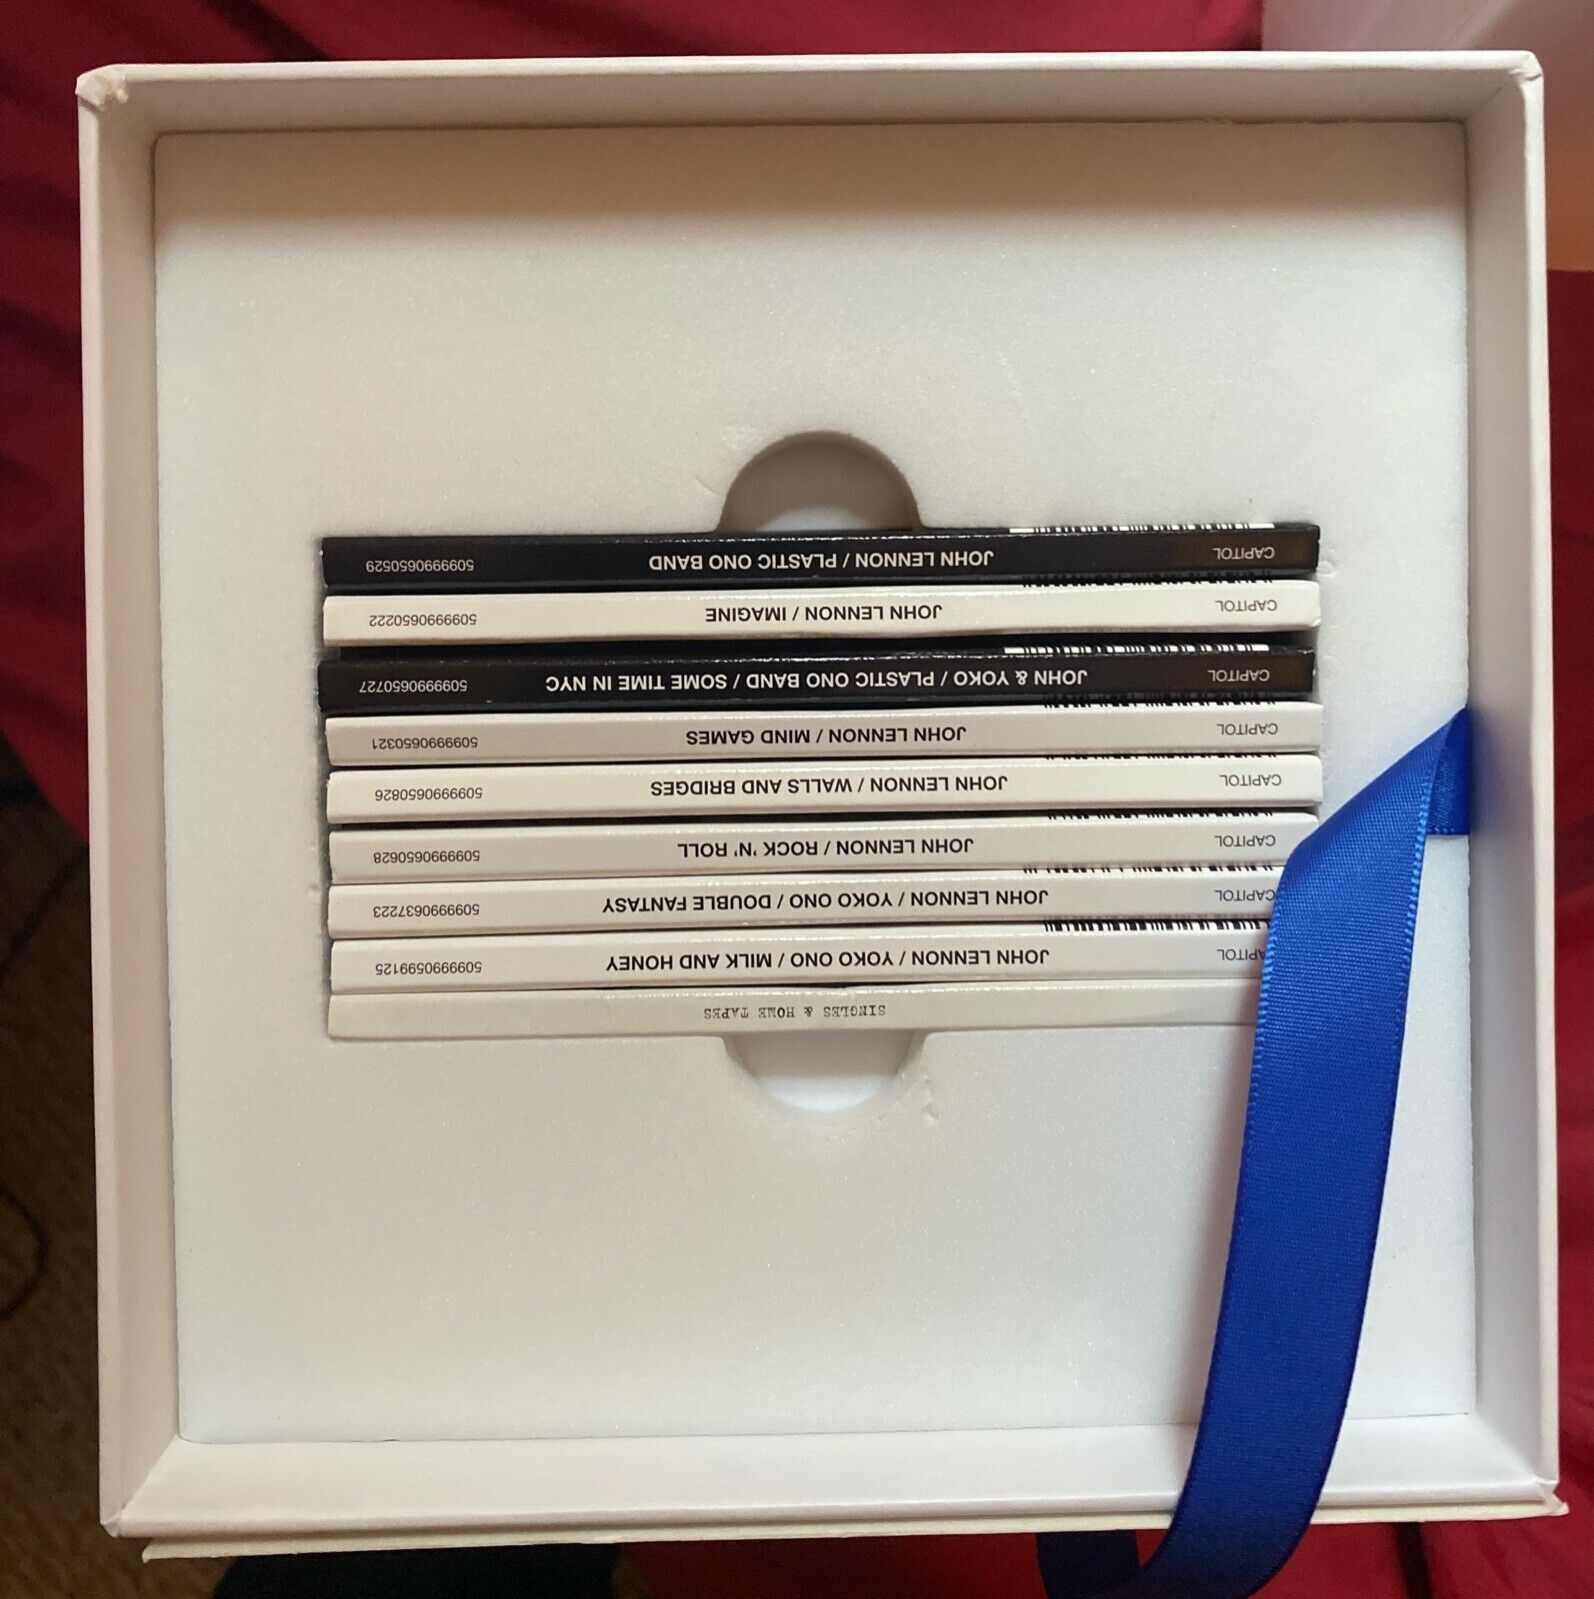 CAPITOL JOHN LENNON / PLASTIC ONO BAND 5099990650529
CAPITOL JOHN LENNON / IMAGINE 5099990650222
CAPITOL JOHN & YOKO / PLASTIC ONO BAND / SOME TIME IN NYC 5099990650727
CAPITOL JOHN LENNON / MIND GAMES 5099990650321
CAPITOL JOHN LENNON / WALLS AND BRIDGES 5099990650826
CAPITOL JOHN LENNON / ROCK 'N' ROLL 5099990650628
CAPITOL JOHN LENNON / YOKO ONO / DOUBLE FANTASY 5099990637223
CAPITOL JOHN LENNON / YOKO ONO / MILK AND HONEY 5099990599125
SINGLES & HOME TAPES